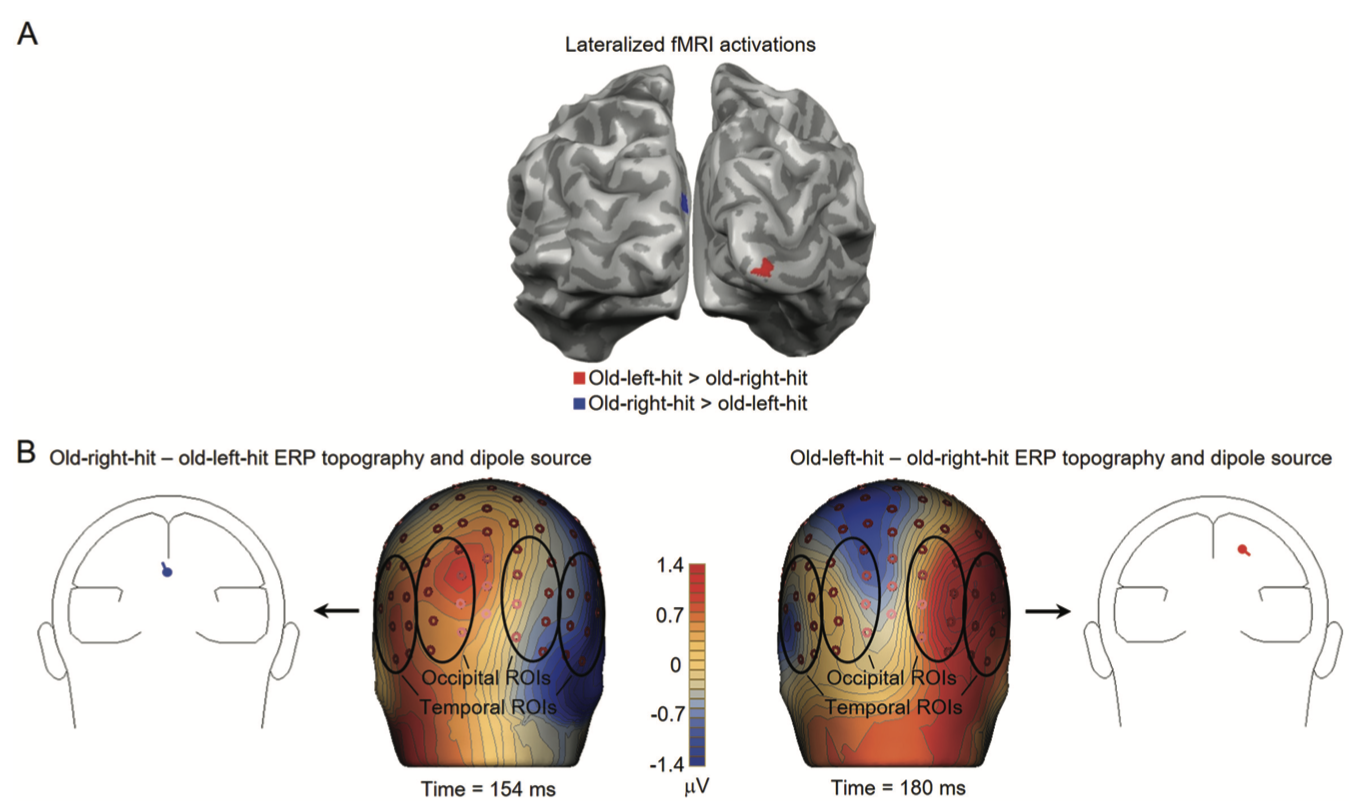 A
Lateralized fMRI activations
Old-left-hit > old-right-hit
Old-right-hit > old-left-hit
B
Old-right-hit – old-left-hit ERP topography and dipole source
Old-left-hit – old-right-hit ERP topography and dipole source
Occipital ROIs
Temporal ROIs
Time = 154 ms
1.4
0.7
0
-0.7
-1.4
μV
Occipital ROIs
Temporal ROIs
Time = 180 ms